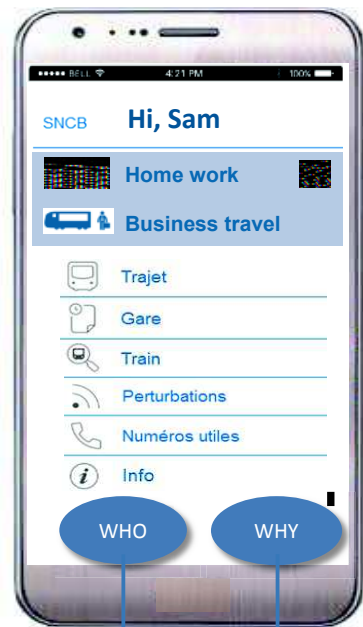 BELL 4:21 PM 100%
SNCB Hi, Sam
Home work
Business travel
Trajet
Gare
Train
Perturbations
Numéros utiles
Info
WHO WHY